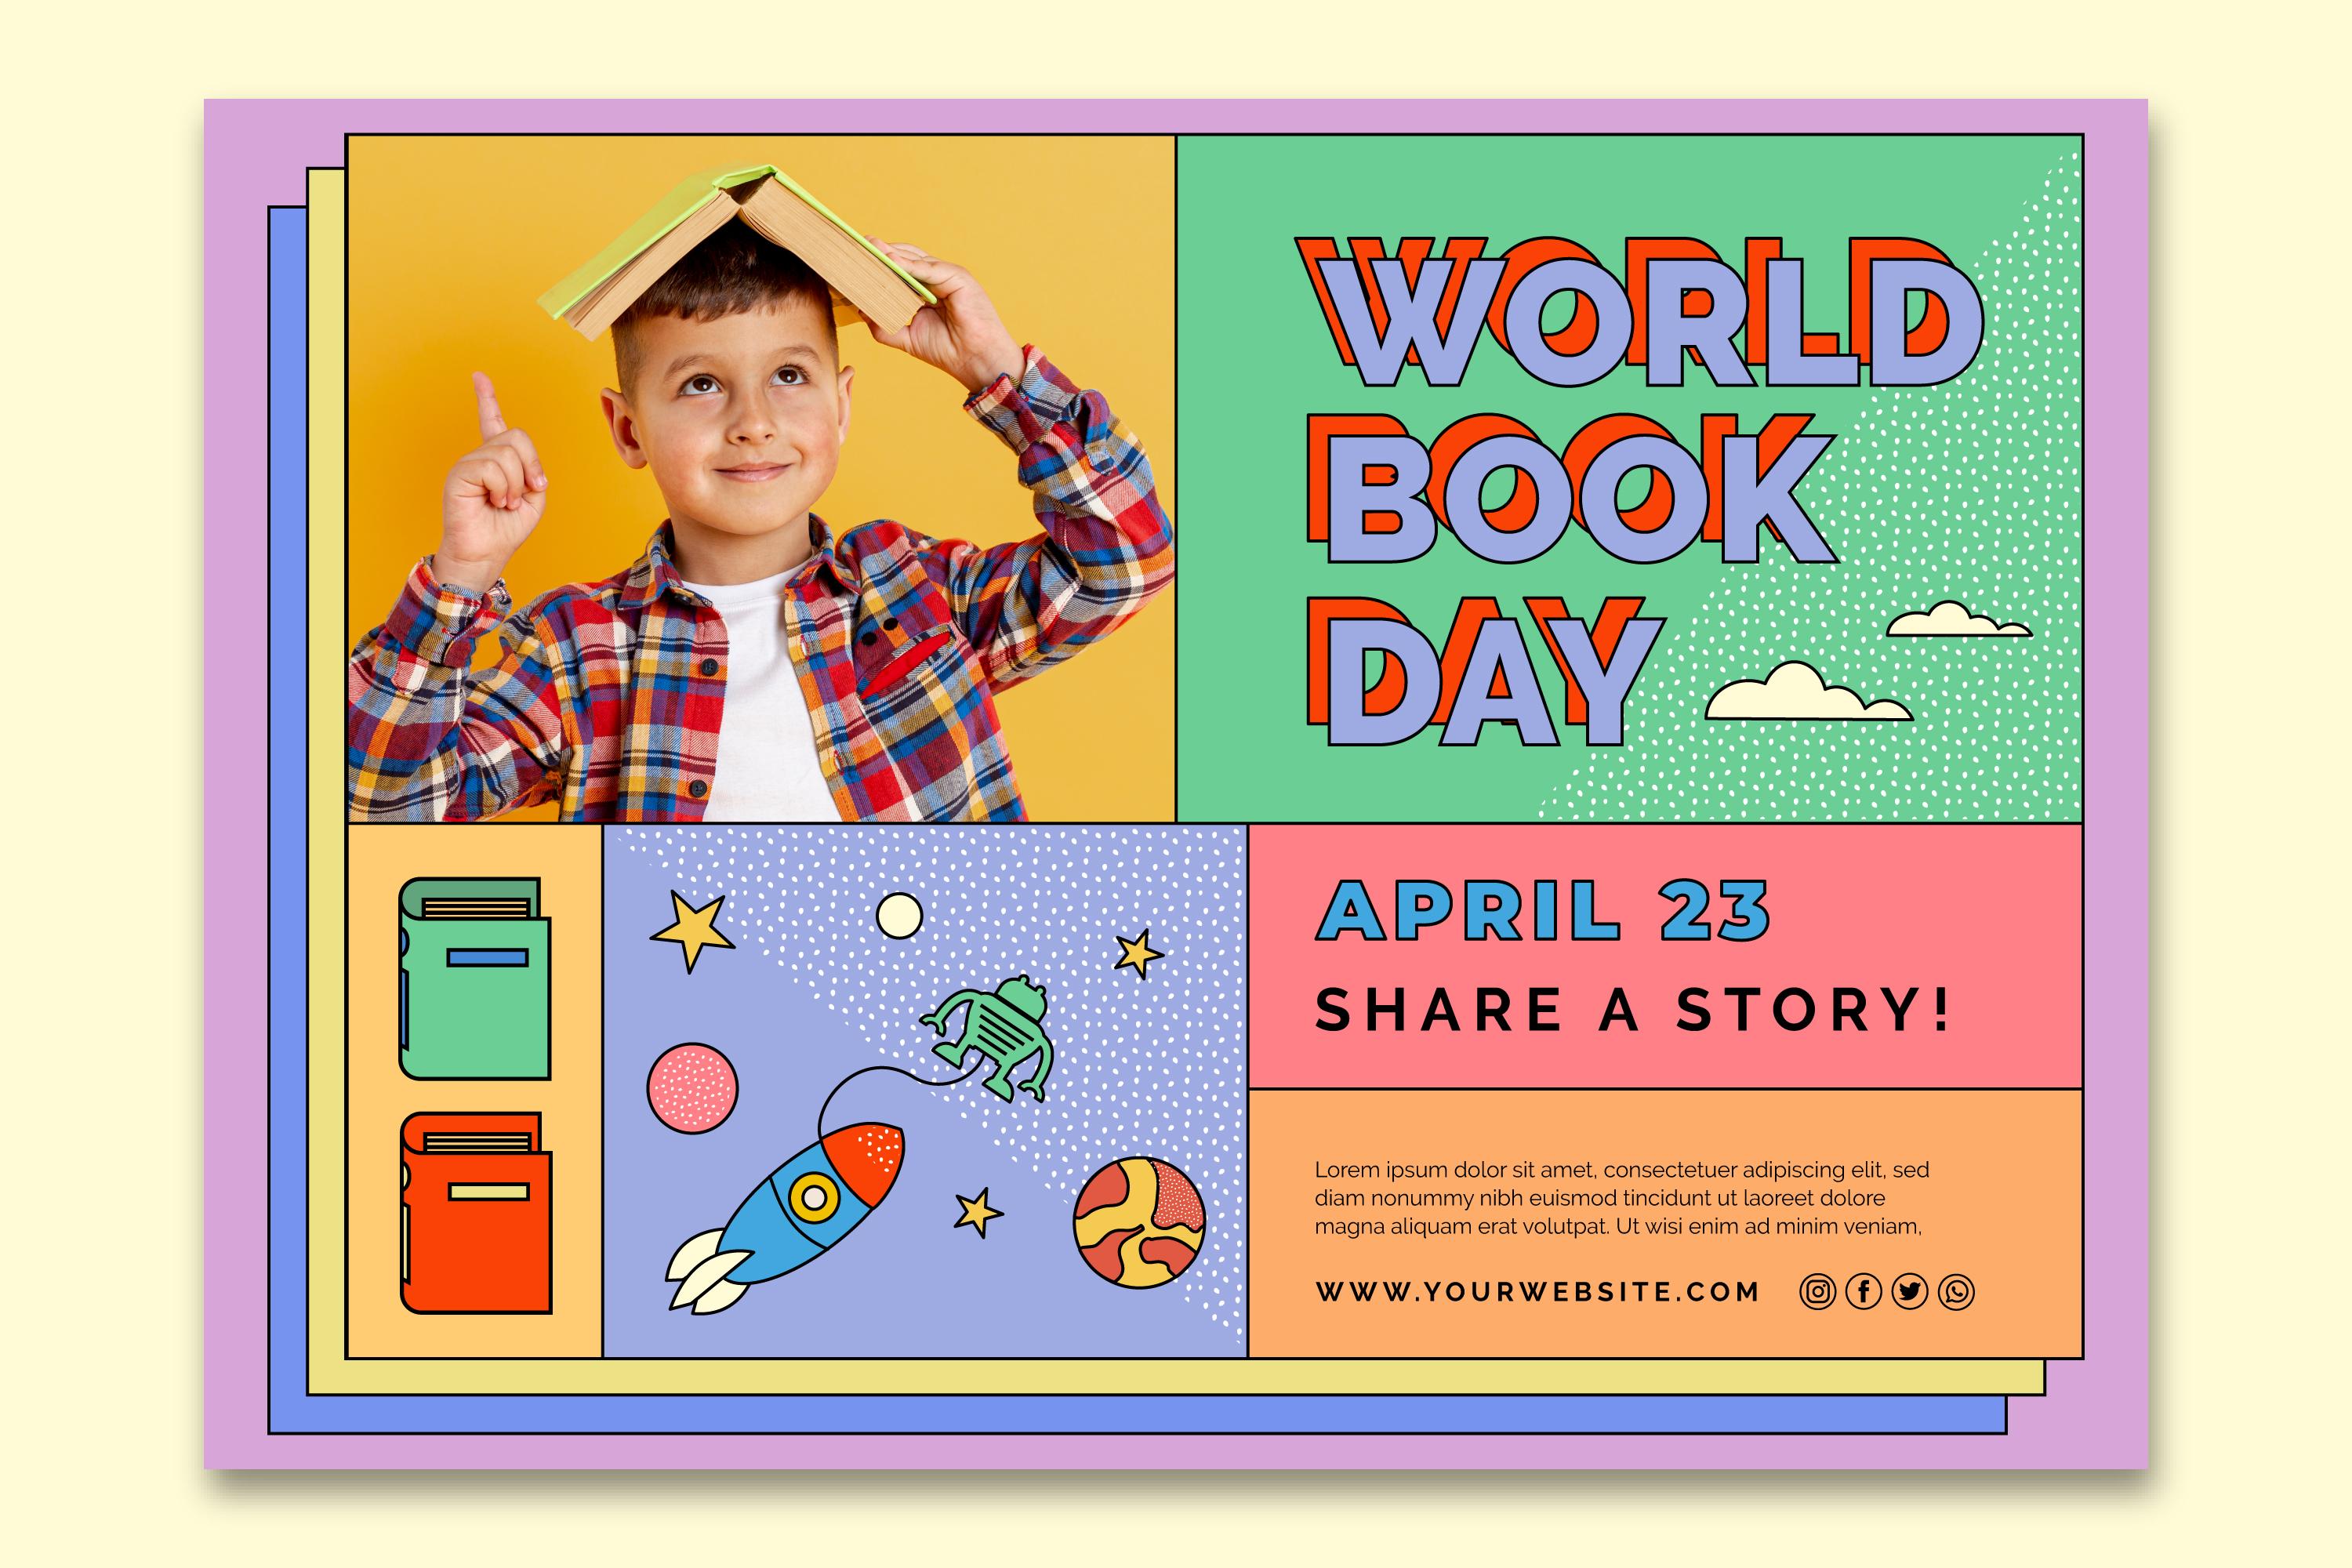 WORLD
BOOK
DAY
APRIL 23
SHARE A STORY!
Lorem ipsum dolor sit amet, consectetuer adipiscing elit, sed
diam nonummy nibh euismod tincidunt ut laoreet dolore
magna aliquam erat volutpat. Ut wisi enim ad minim veniam,
WWW.YOURWEBSITE.COM